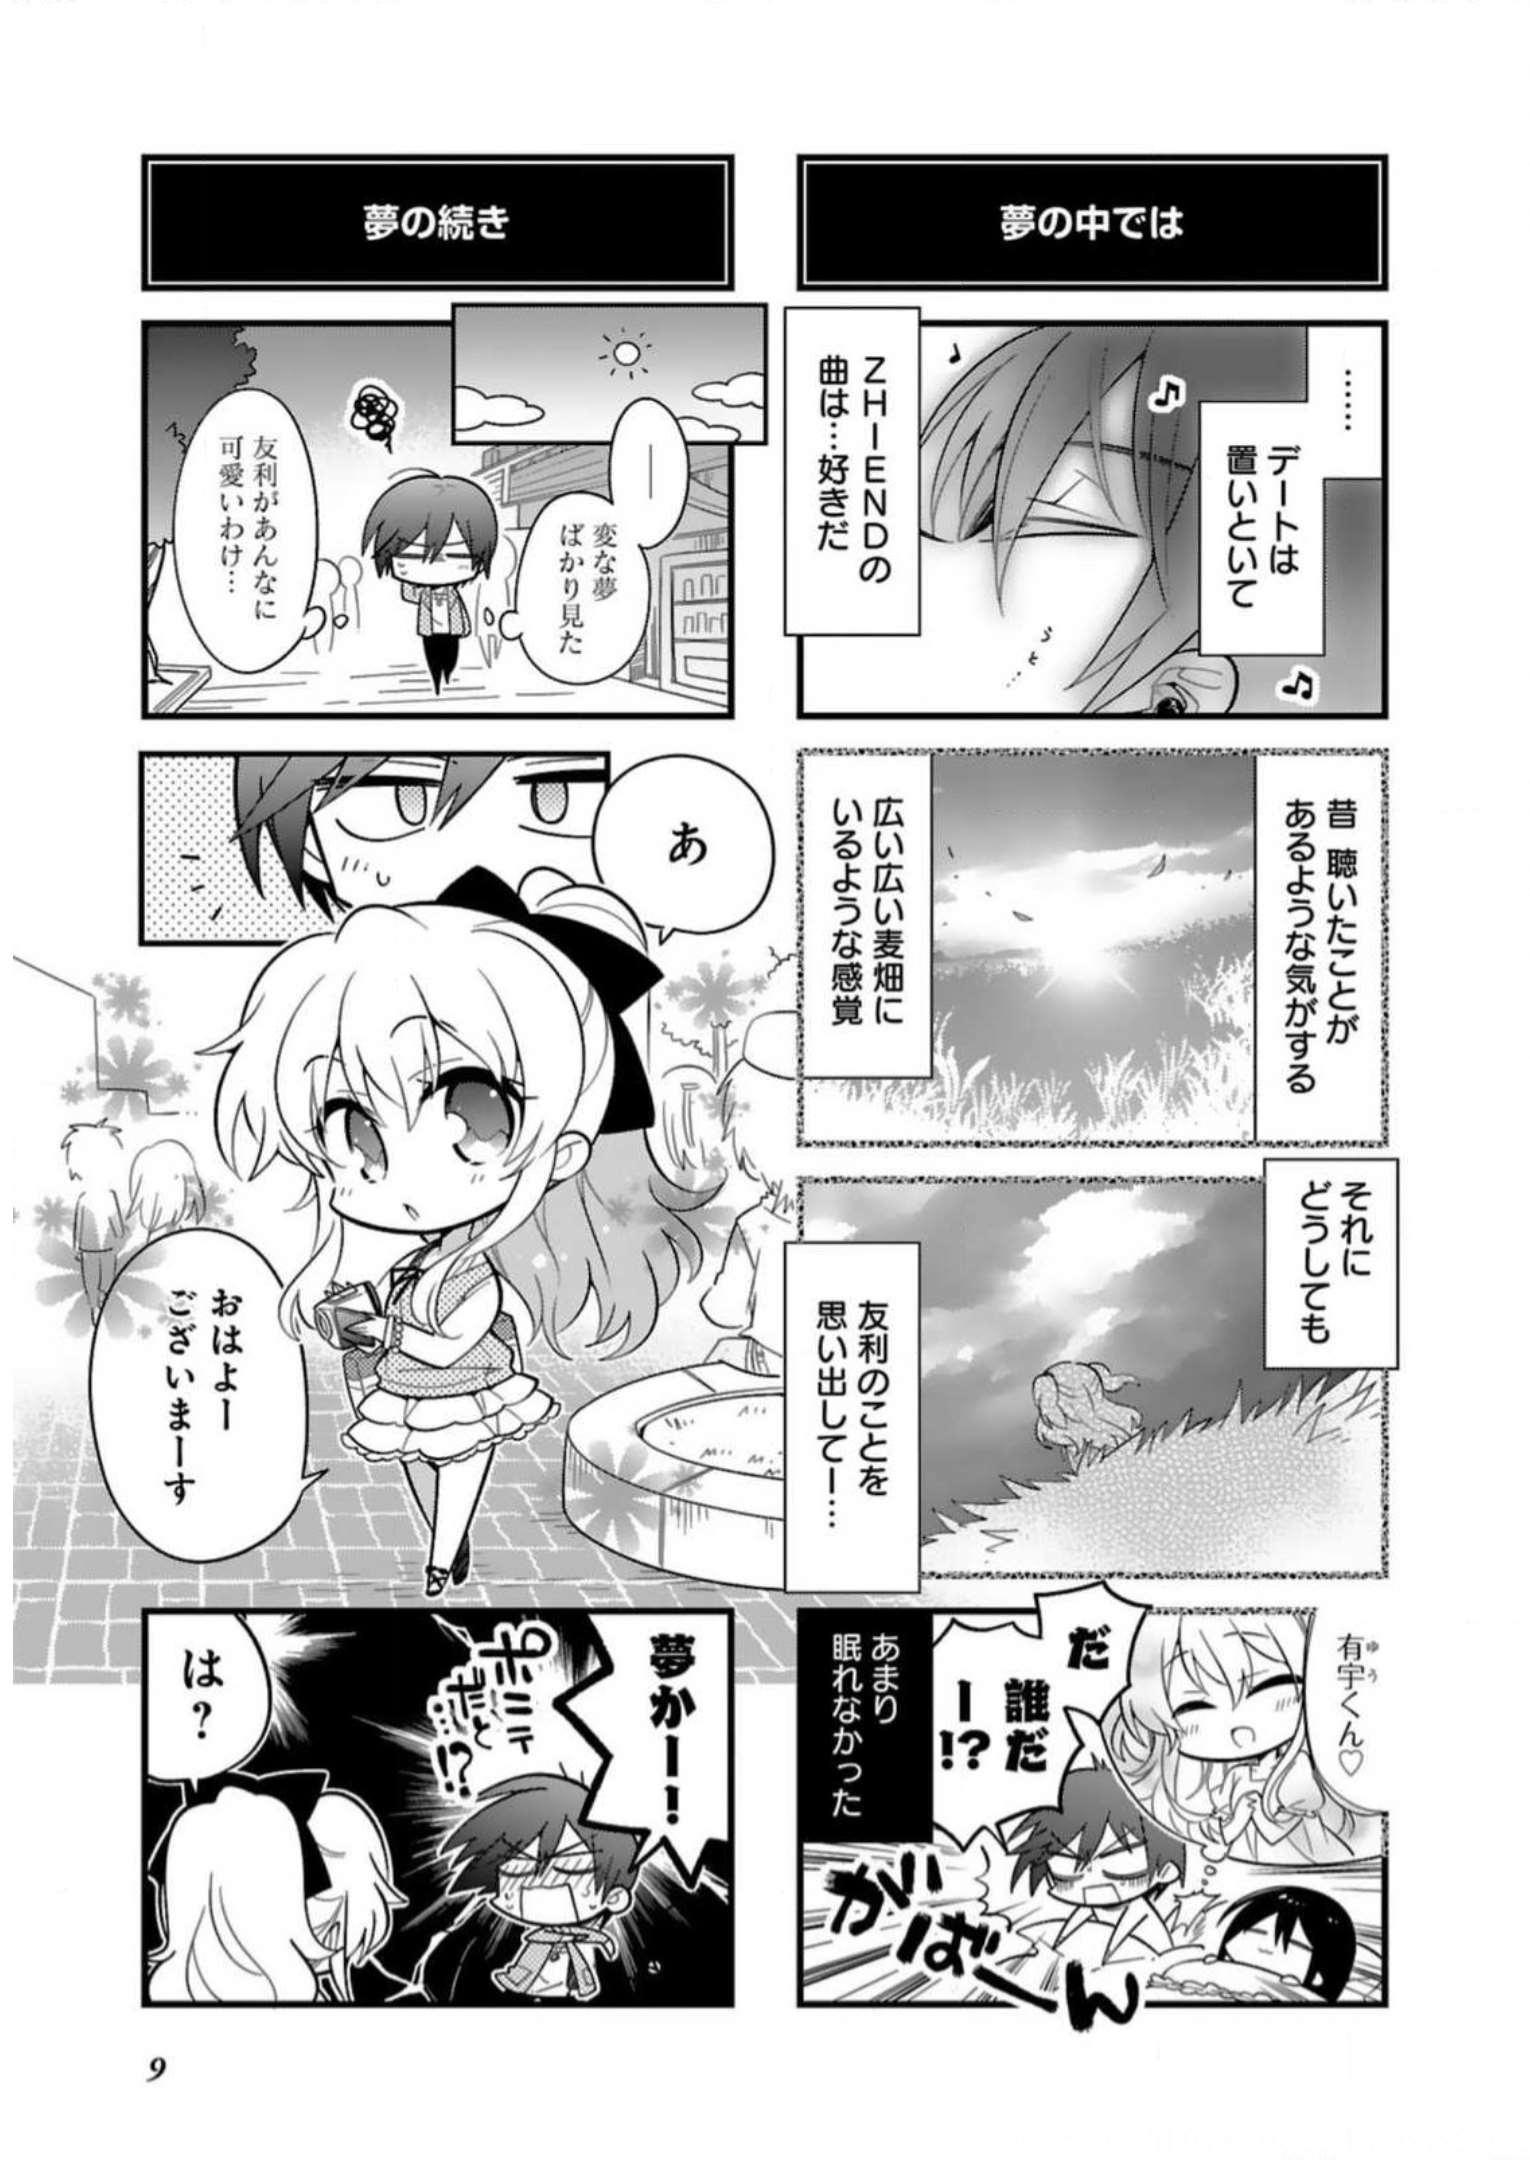 夢の中では
……
デートは
置いといて
ZHIENDの
曲は…好きだ
うと…
昔 聴いたことが
あるような気がする
広い広い麦畑に
いるような感覚
それに
どうしても
友利のことを
思い出してー…
有宇くん♡
ゆう
だ
誰だ
ー!?
あまり
眠れなかった
がばーん
夢の続き
―
変な夢
ばかり見た
友利があんなに
可愛いわけ…
あ
おはよー
ございまーす
夢かー！
ポニテ
…だと
!?
は？
9